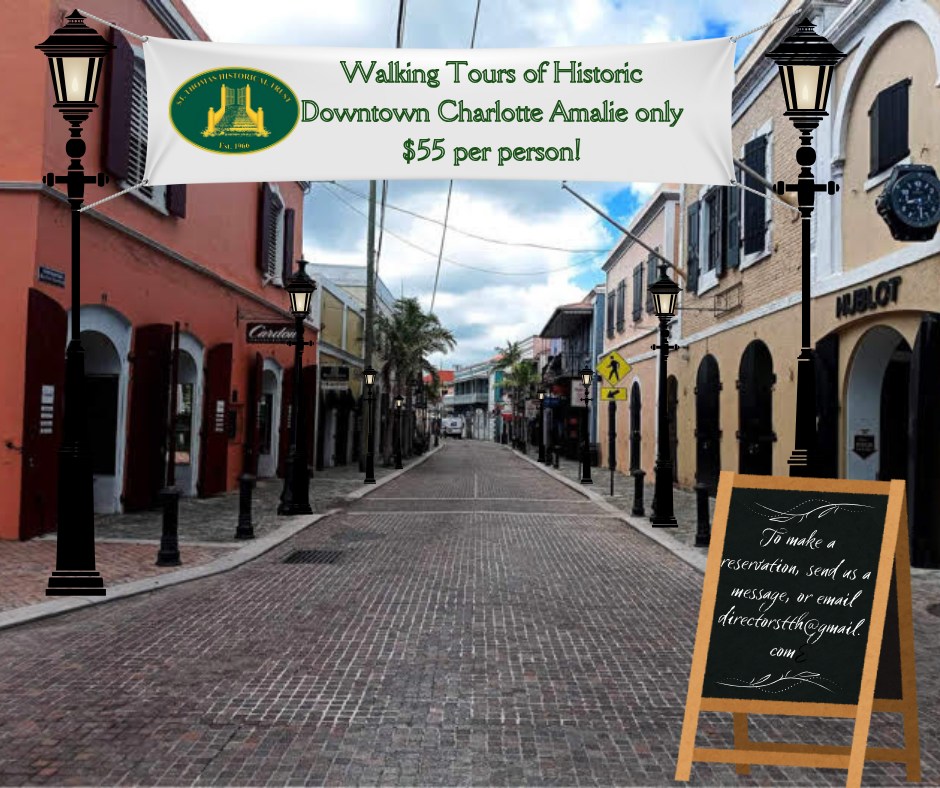 ST. THOMAS HISTORICAL TRUST
EST. 1966
Walking Tours of Historic
Downtown Charlotte Amalie only
$55 per person!
Cardow
HUBLOT
To make a
reservation, send us a
message, or email
directorstth@gmail.
com